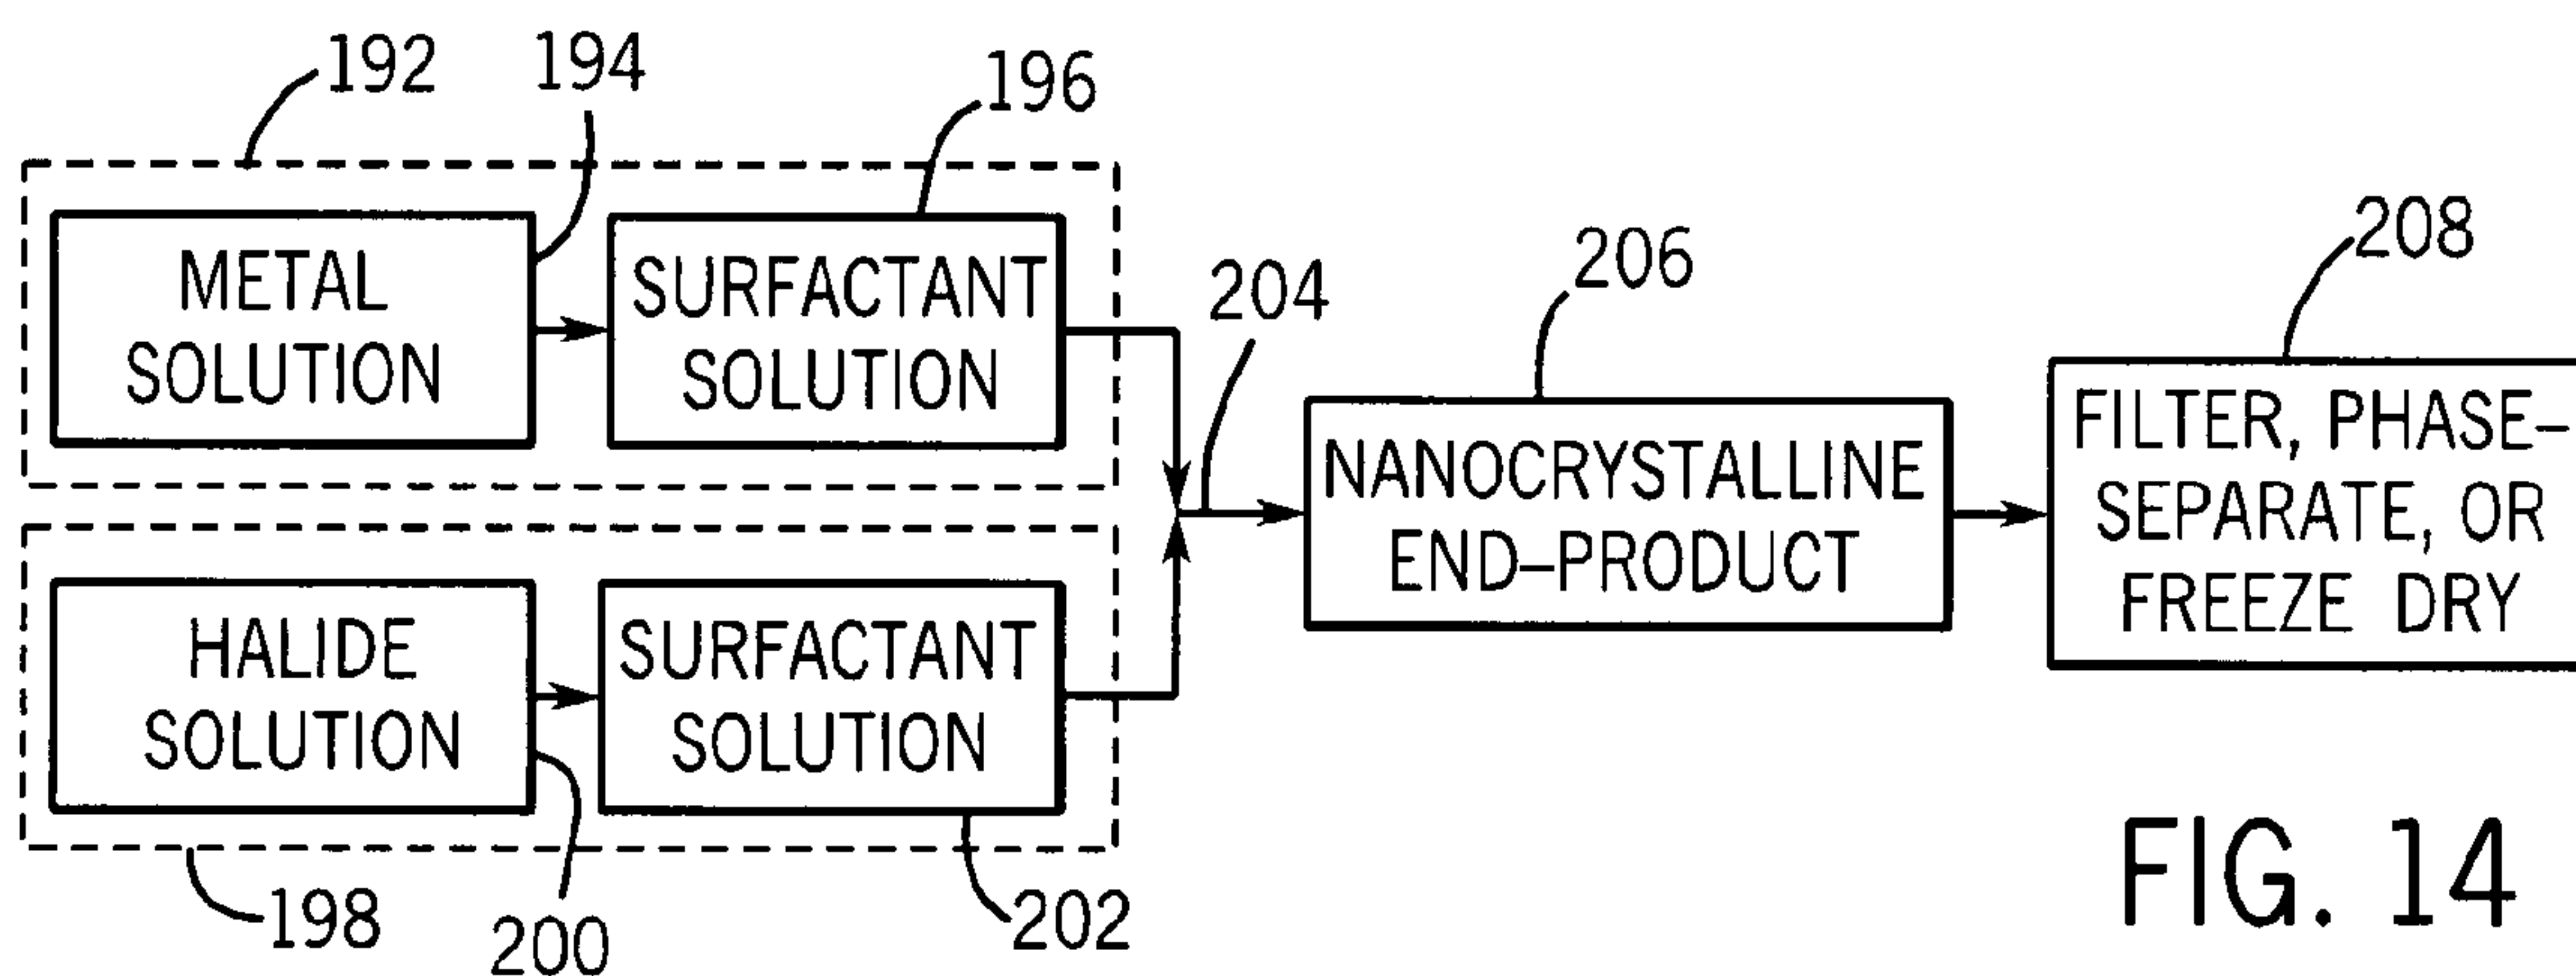 192
194
196
METAL
SOLUTION
SURFACTANT
SOLUTION
204
206
208
NANOCRYSTALLINE
END–PRODUCT
FILTER, PHASE–
SEPARATE, OR
FREEZE DRY
HALIDE
SOLUTION
SURFACTANT
SOLUTION
198
200
202
FIG. 14